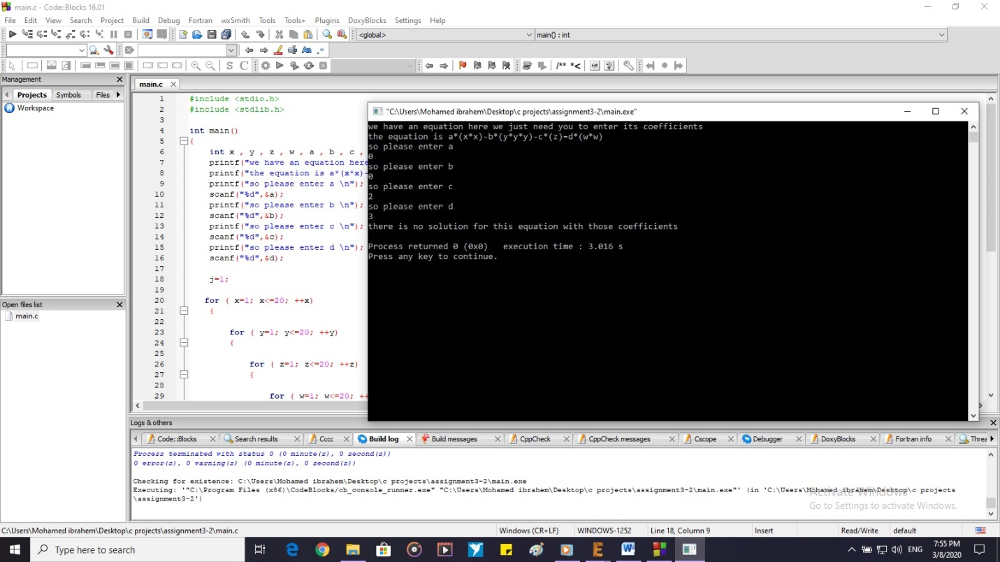 main.c - Code::Blocks 16.01
File Edit View Search Project Build Debug Fortran wxSmith Tools Tools+ Plugins DoxyBlocks Settings Help
<global> main() : int
S C /** *<
Management
main.c
Projects Symbols Files
Workspace
1 #include <stdio.h>
2 #include <stdlib.h>
3
4 int main()
5 {
6 int x , y , z , w , a , b , c ,
7 printf("we have an equation here
8 printf("the equation is a*(x*x)-
9 printf("so please enter a \n");
10 scanf("%d",&a);
11 printf("so please enter b \n");
12 scanf("%d",&b);
13 printf("so please enter c \n");
14 scanf("%d",&c);
15 printf("so please enter d \n");
16 scanf("%d",&d);
17
18 j=1;
19
20 for ( x=1; x<=20; ++x)
21 {
22
23 for ( y=1; y<=20; ++y)
24 {
25
26 for ( z=1; z<=20; ++z)
27 {
28
29 for ( w=1; w<=20; ++
"C:\Users\Mohamed ibrahem\Desktop\c projects\assignment3-2\main.exe"
we have an equation here we just need you to enter its coefficients
the equation is a*(x*x)-b*(y*y*y)-c*(z)=d*(w*w)
so please enter a
0
so please enter b
0
so please enter c
2
so please enter d
3
there is no solution for this equation with those coefficients
Process returned 0 (0x0) execution time : 3.016 s
Press any key to continue.
Open files list
main.c
Logs & others
Code::Blocks Search results Cccc Build log Build messages CppCheck CppCheck messages Cscope Debugger DoxyBlocks Fortran info Threa
Process terminated with status 0 (0 minute(s), 0 second(s))
0 error(s), 0 warning(s) (0 minute(s), 0 second(s))
Checking for existence: C:\Users\Mohamed ibrahem\Desktop\c projects\assignment3-2\main.exe
Executing: '"C:\Program Files (x86)\CodeBlocks/cb_console_runner.exe" "C:\Users\Mohamed ibrahem\Desktop\c projects\assignment3-2\main.exe"' (in 'C:\Users\Mohamed ibrahem\Desktop\c projects
\assignment3-2')
Activate Windows
Go to Settings to activate Windows.
C:\Users\Mohamed ibrahem\Desktop\c projects\assignment3-2\main.c Windows (CR+LF) WINDOWS-1252 Line 18, Column 9 Insert Read/Write default
Type here to search
ENG
7:55 PM
3/8/2020